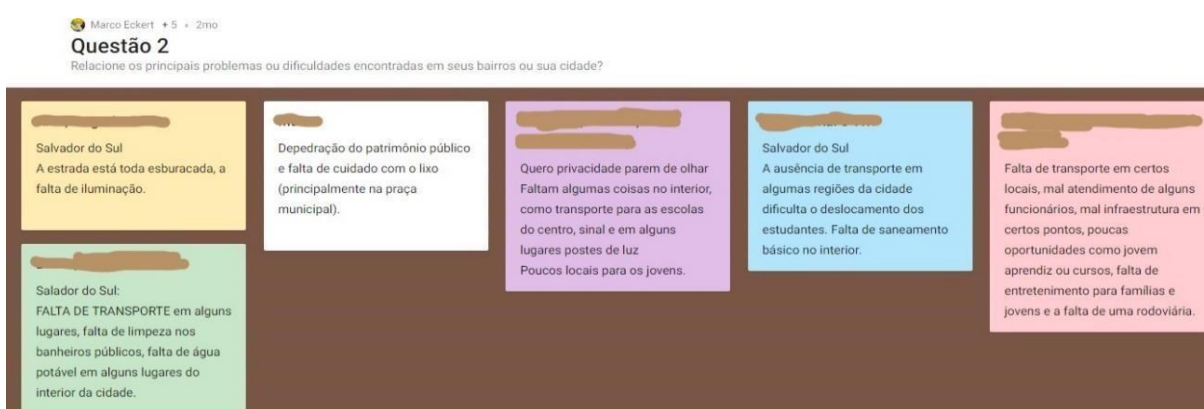 Marco Eckert + 5 • 2mo
Questão 2
Relacione os principais problemas ou dificuldades encontradas em seus bairros ou sua cidade?
Salvador do Sul
A estrada está toda esburacada, a
falta de iluminação.
Salador do Sul:
FALTA DE TRANSPORTE em alguns
lugares, falta de limpeza nos
banheiros públicos, falta de água
potável em alguns lugares do
interior da cidade.
Depedração do patrimônio público
e falta de cuidado com o lixo
(principalmente na praça
municipal).
Quero privacidade parem de olhar
Faltam algumas coisas no interior,
como transporte para as escolas
do centro, sinal e em alguns
lugares postes de luz
Poucos locais para os jovens.
Salvador do Sul
A ausência de transporte em
algumas regiões da cidade
dificulta o deslocamento dos
estudantes. Falta de saneamento
básico no interior.
Falta de transporte em certos
locais, mal atendimento de alguns
funcionários, mal infraestrutura em
certos pontos, poucas
oportunidades como jovem
aprendiz ou cursos, falta de
entretenimento para famílias e
jovens e a falta de uma rodoviária.